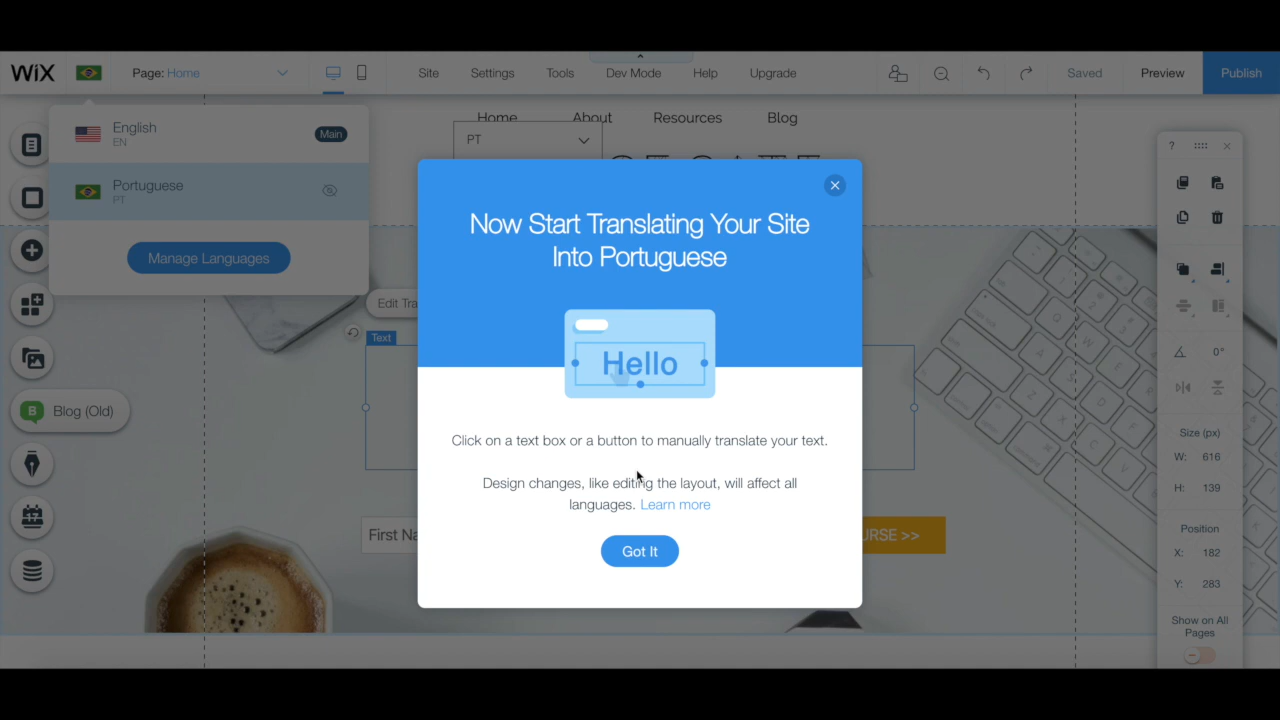 WiX
Page: Home
Site
Settings
Tools
Dev Mode
Help
Upgrade
Saved
Preview
Publish
English
EN
Main
Portuguese
PT
Manage Languages
Home
About
Resources
Blog
PT
Now Start Translating Your Site
Into Portuguese
Hello
Click on a text box or a button to manually translate your text.
Design changes, like editing the layout, will affect all
languages. Learn more
Got It
Edit Tra
Text
Blog (Old)
17
First Na
URSE >>
?
0°
Size (px)
W: 616
H: 139
Position
X: 182
Y: 283
Show on All
Pages